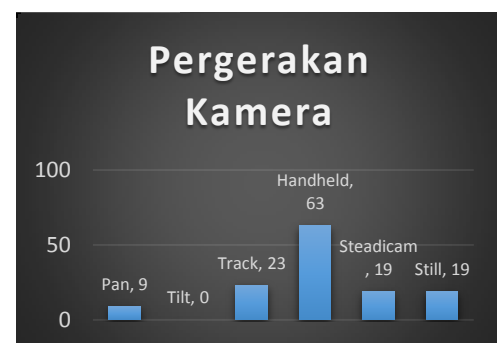 Pergerakan
Kamera
100
50
0
Pan, 9
Tilt, 0
Track, 23
Handheld,
63
Steadicam
, 19
Still, 19